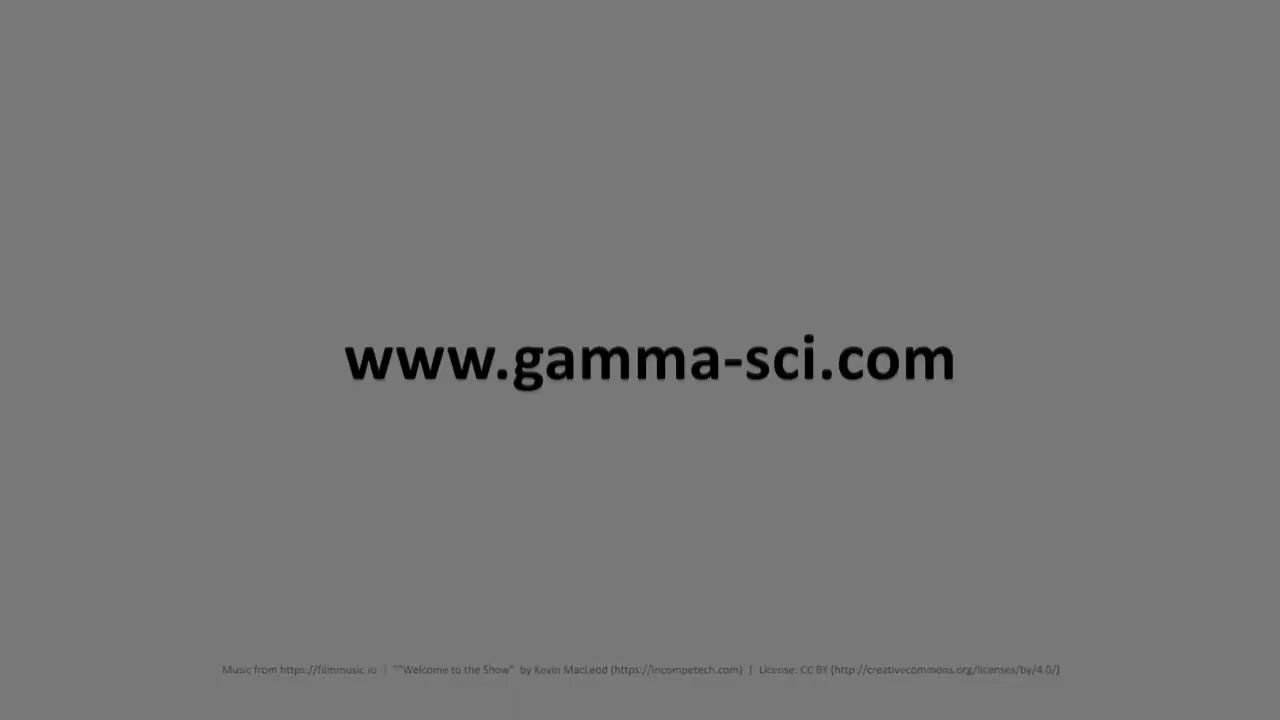 www.gamma-sci.com
Music from https://filmmusic.io | ""Welcome to the Show" by Kevin MacLeod (https://incompetech.com) | License: CC BY (http://creativecommons.org/licenses/by/4.0/)